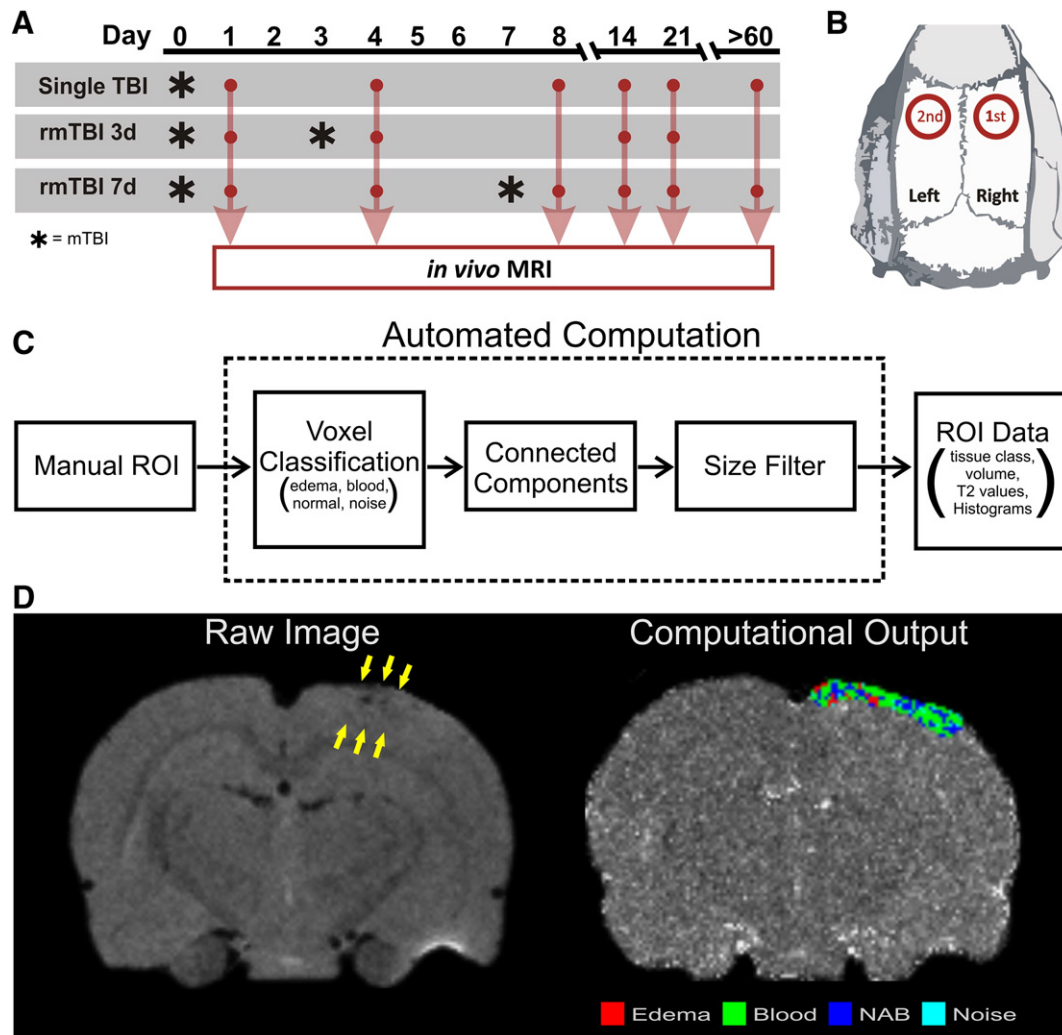 A
Day 0 1 2 3 4 5 6 7 8 14 21 >60
Single TBI *
rmTBI 3d * *
rmTBI 7d * *
* = mTBI
in vivo MRI
B
2nd 1st
Left Right
C
Automated Computation
Manual ROI
Voxel
Classification
(edema, blood,
normal, noise)
Connected
Components
Size Filter
ROI Data
(tissue class,
volume,
T2 values,
Histograms)
D
Raw Image
Computational Output
Edema Blood NAB Noise